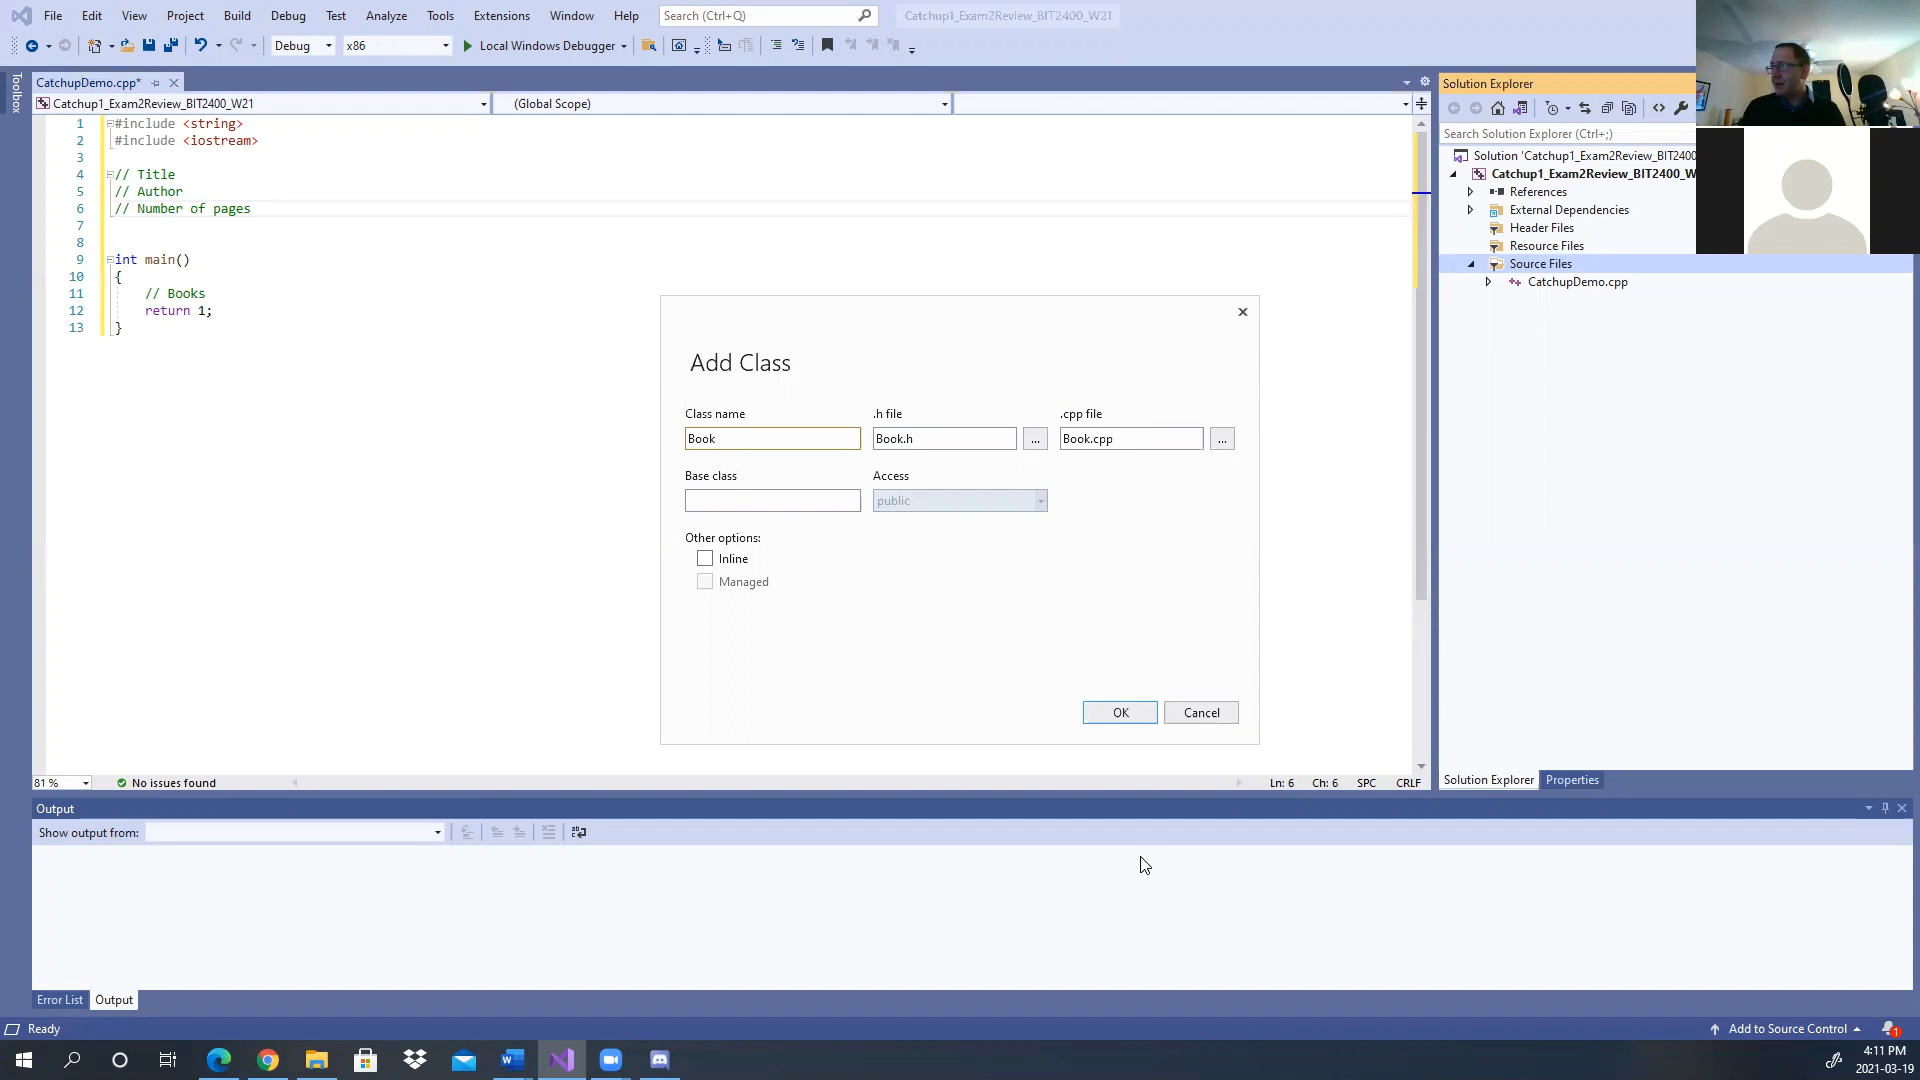 File Edit View Project Build Debug Test Analyze Tools Extensions Window Help Search (Ctrl+Q) Catchup1_Exam2Review_BIT2400_W21
Debug x86 Local Windows Debugger
Toolbox
CatchupDemo.cpp*
Catchup1_Exam2Review_BIT2400_W21 (Global Scope)
1 #include <string>
2 #include <iostream>
3
4 // Title
5 // Author
6 // Number of pages
7
8
9 int main()
10 {
11 // Books
12 return 1;
13 }
Add Class
Class name .h file .cpp file
Book Book.h ... Book.cpp ...
Base class Access
public
Other options:
Inline
Managed
OK Cancel
81 % No issues found Ln: 6 Ch: 6 SPC CRLF
Solution Explorer
Search Solution Explorer (Ctrl+;)
Solution 'Catchup1_Exam2Review_BIT2400
Catchup1_Exam2Review_BIT2400_W
References
External Dependencies
Header Files
Resource Files
Source Files
CatchupDemo.cpp
Solution Explorer Properties
Output
Show output from:
Error List Output
Ready Add to Source Control 1
4:11 PM
2021-03-19